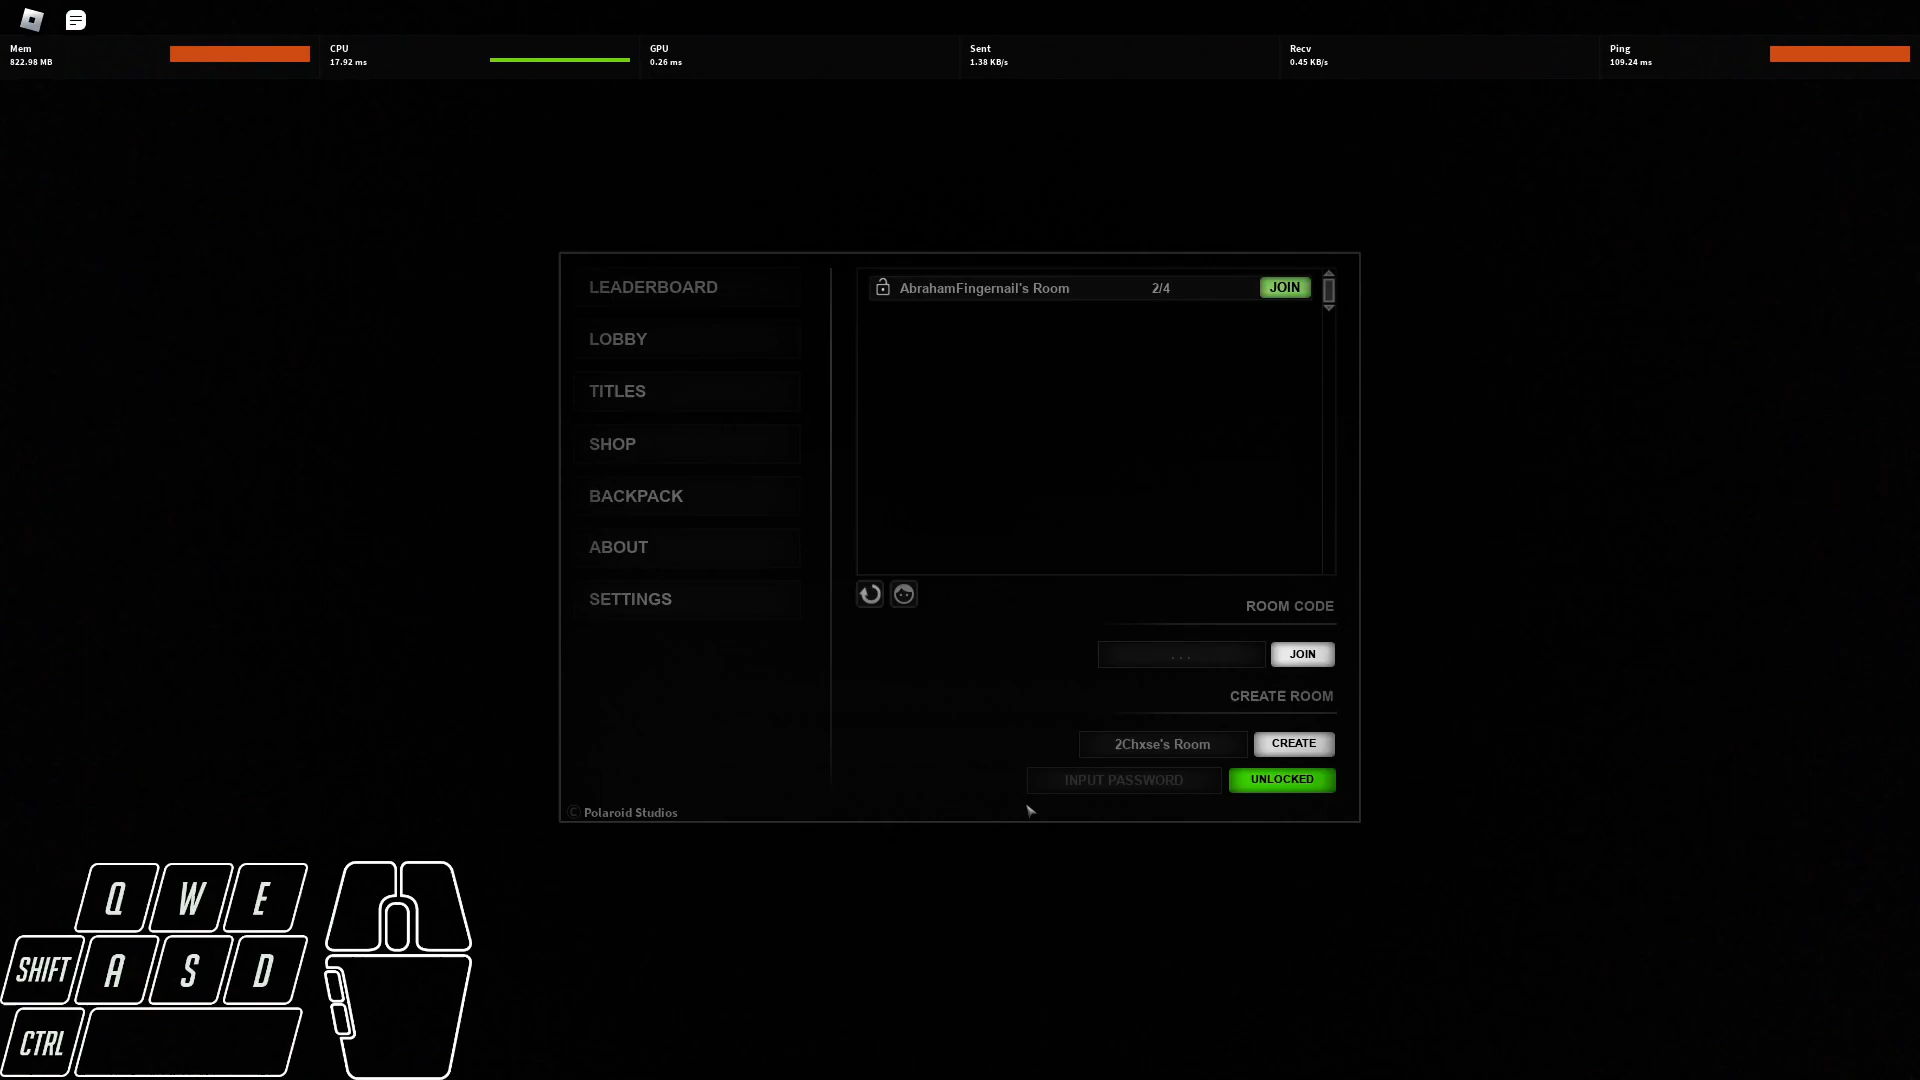 Mem
822.98 MB
CPU
17.92 ms
GPU
0.26 ms
Sent
1.38 KB/s
Recv
0.45 KB/s
Ping
109.24 ms
LEADERBOARD
LOBBY
TITLES
SHOP
BACKPACK
ABOUT
SETTINGS
© Polaroid Studios
AbrahamFingernail's Room 2/4 JOIN
ROOM CODE
... JOIN
CREATE ROOM
2Chxse's Room CREATE
INPUT PASSWORD UNLOCKED
Q W E
SHIFT A S D
CTRL